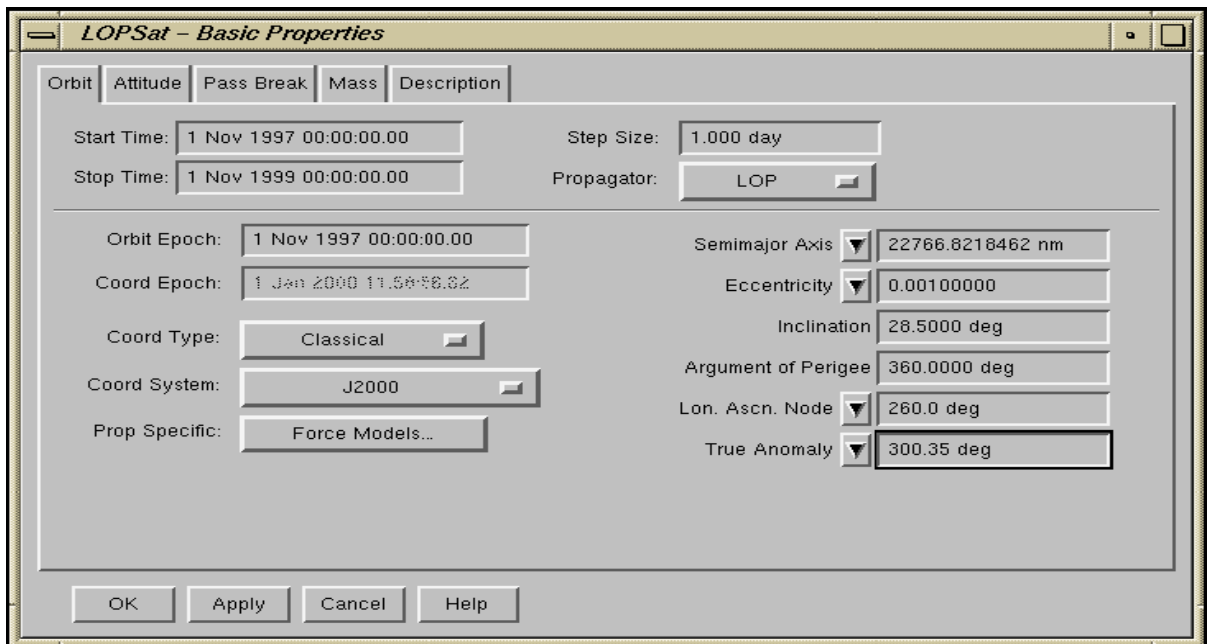 LOPSat – Basic Properties
Orbit Attitude Pass Break Mass Description
Start Time: 1 Nov 1997 00:00:00.00 Step Size: 1.000 day
Stop Time: 1 Nov 1999 00:00:00.00 Propagator: LOP
Orbit Epoch: 1 Nov 1997 00:00:00.00
Coord Epoch: 1 Jan 2000
Coord Type: Classical
Coord System: J2000
Prop Specific: Force Models...
Semimajor Axis 22766.8218462 nm
Eccentricity 0.00100000
Inclination 28.5000 deg
Argument of Perigee 360.0000 deg
Lon. Ascn. Node 260.0 deg
True Anomaly 300.35 deg
OK Apply Cancel Help